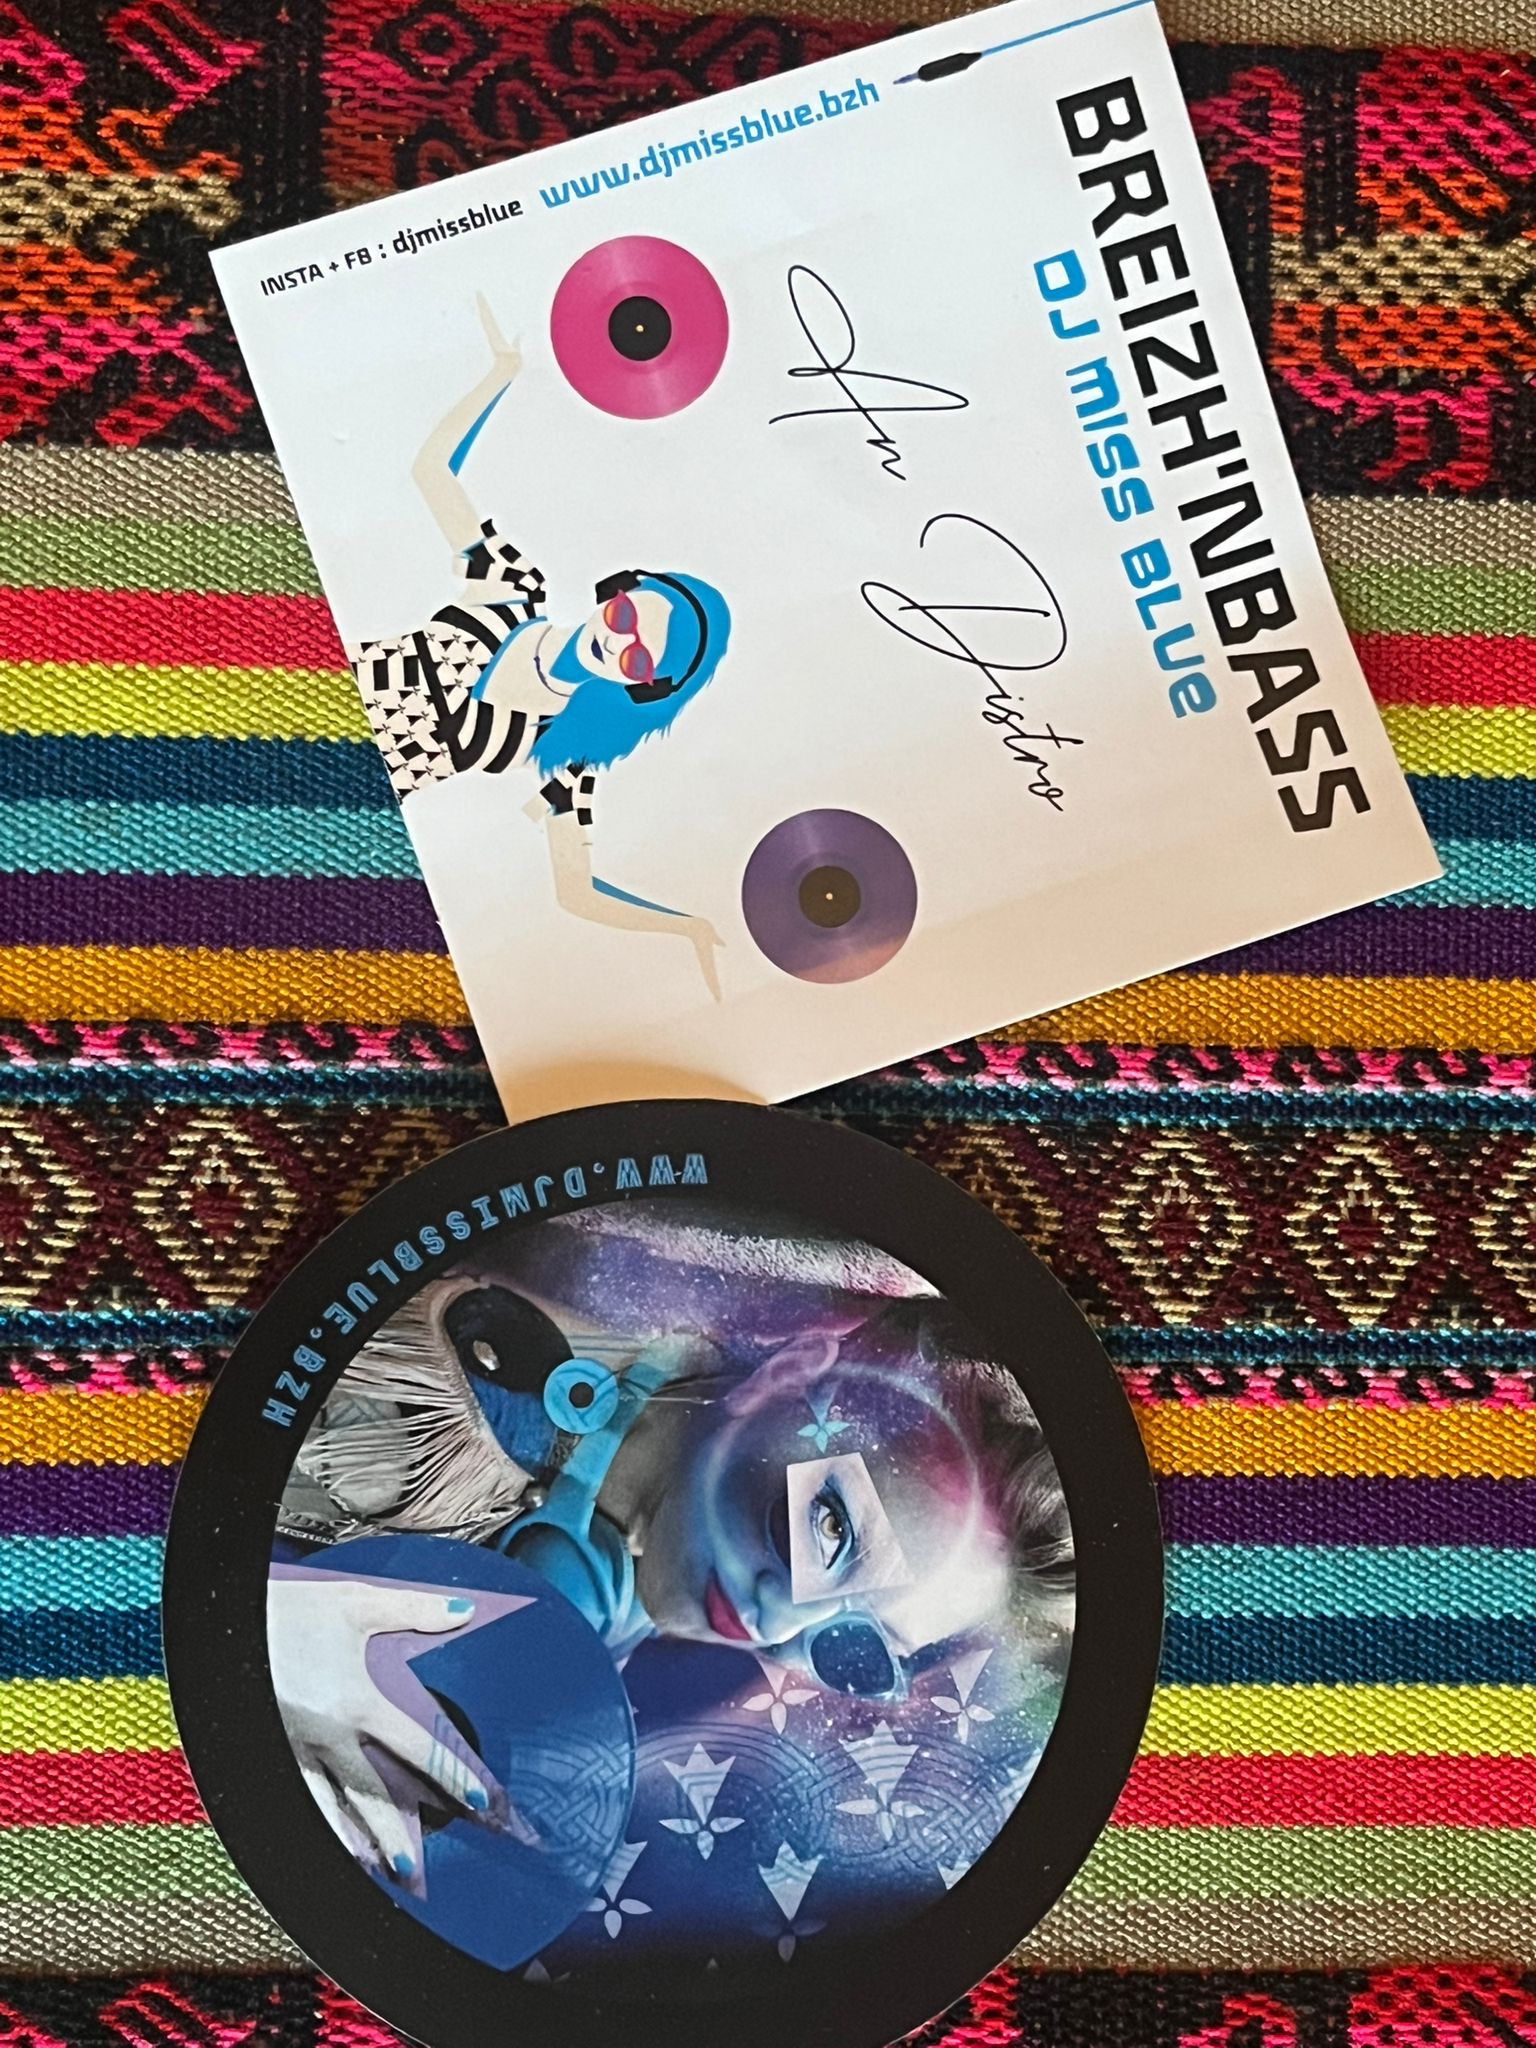 BREIZH'NBASS
DJ MISS BLUE
An Distro
INSTA + FB : djmissblue
www.djmissblue.bzh
WWW.DJMISSBLUE.BZH